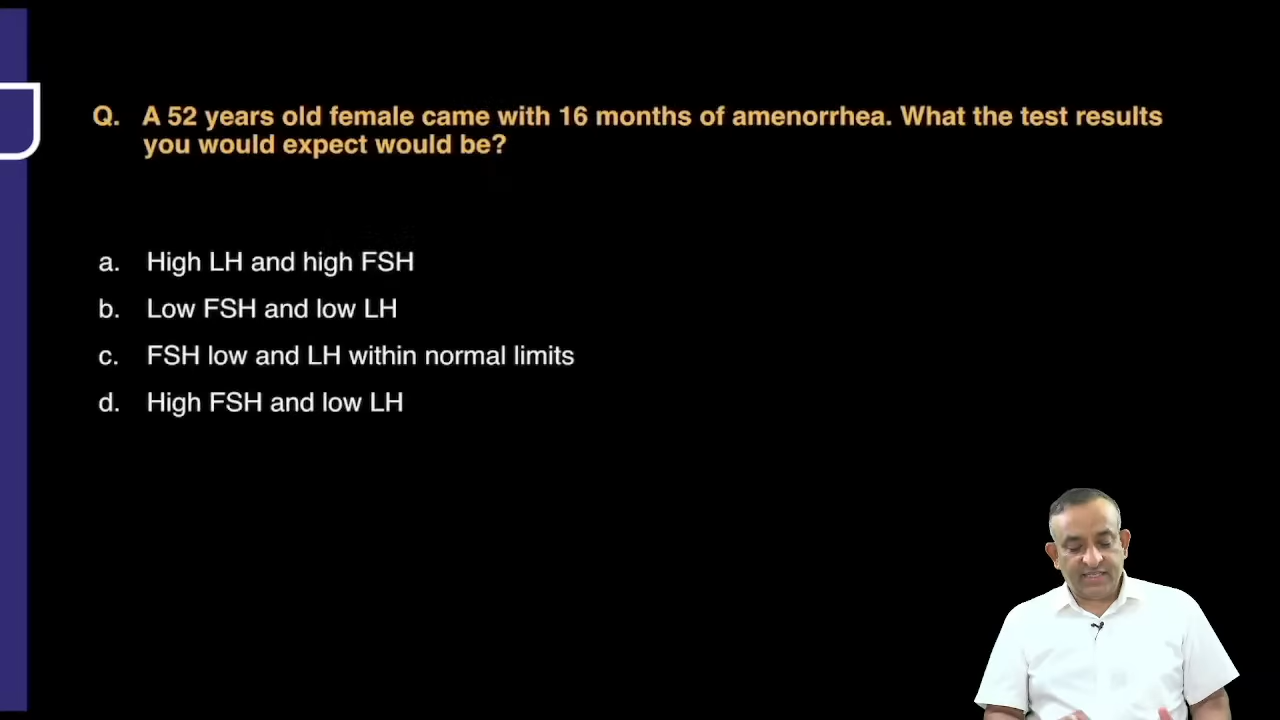 Q. A 52 years old female came with 16 months of amenorrhea. What the test results
you would expect would be?
a. High LH and high FSH
b. Low FSH and low LH
c. FSH low and LH within normal limits
d. High FSH and low LH